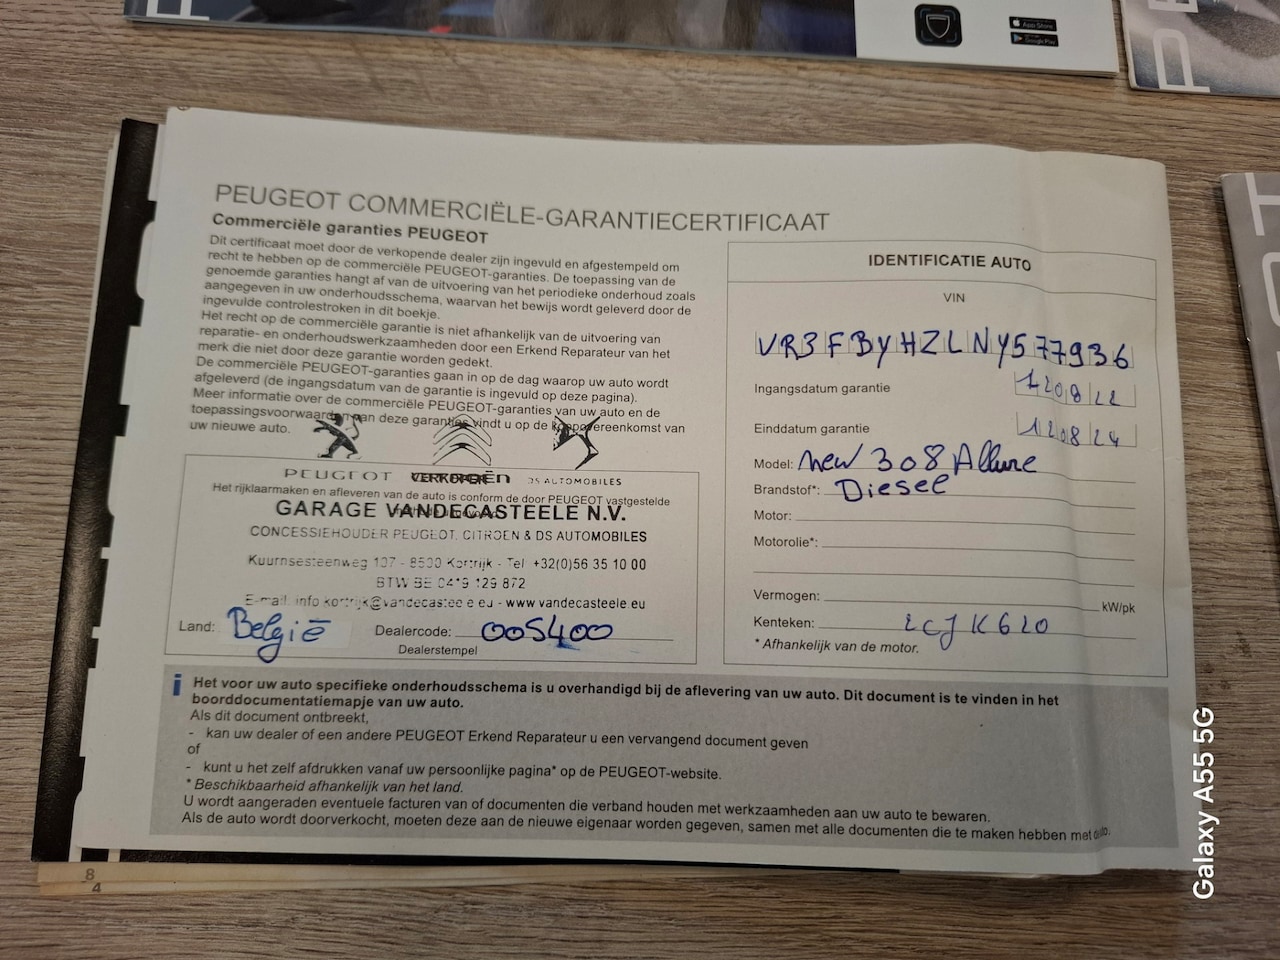 App Store
Google Play
PEUGEOT COMMERCIËLE-GARANTIECERTIFICAAT
Commerciële garanties PEUGEOT
Dit certificaat moet door de verkopende dealer zijn ingevuld en afgestempeld om
recht te hebben op de commerciële PEUGEOT-garanties. De toepassing van de
genoemde garanties hangt af van de uitvoering van het periodieke onderhoud zoals
aangegeven in uw onderhoudsschema, waarvan het bewijs wordt geleverd door de
ingevulde controlestroken in dit boekje.
Het recht op de commerciële garantie is niet afhankelijk van de uitvoering van
reparatie- en onderhoudswerkzaamheden door een Erkend Reparateur van het
merk die niet door deze garantie worden gedekt.
De commerciële PEUGEOT-garanties gaan in op de dag waarop uw auto wordt
afgeleverd (de ingangsdatum van de garantie is ingevuld op deze pagina).
Meer informatie over de commerciële PEUGEOT-garanties van uw auto en de
toepassingsvoorwaarden van deze garanties vindt u op de koopovereenkomst van
uw nieuwe auto.
PEUGEOT CITROËN DS AUTOMOBILES
VERKOPER
Het rijklaarmaken en afleveren van de auto is conform de door PEUGEOT vastgestelde
GARAGE VANDECASTEELE N.V.
CONCESSIEHOUDER PEUGEOT, CITROEN & DS AUTOMOBILES
Kuurnsesteenweg 107 - 8500 Kortrijk - Tel +32(0)56 35 10 00
BTW BE 0419 129 872
E-mail: info.kortrijk@vandecasteele.eu - www.vandecasteele.eu
Land: België Dealercode: 005400
Dealerstempel
IDENTIFICATIE AUTO
VIN
VR3FBYHZLNY577936
Ingangsdatum garantie 120822
Einddatum garantie 120824
Model: New 308 Allure
Brandstof*: Diesel
Motor:
Motorolie*:
Vermogen: kW/pk
Kenteken: 2CJK620
* Afhankelijk van de motor.
i Het voor uw auto specifieke onderhoudsschema is u overhandigd bij de aflevering van uw auto. Dit document is te vinden in het
boorddocumentatiemapje van uw auto.
Als dit document ontbreekt,
- kan uw dealer of een andere PEUGEOT Erkend Reparateur u een vervangend document geven
of
- kunt u het zelf afdrukken vanaf uw persoonlijke pagina* op de PEUGEOT-website.
* Beschikbaarheid afhankelijk van het land.
U wordt aangeraden eventuele facturen van of documenten die verband houden met werkzaamheden aan uw auto te bewaren.
Als de auto wordt doorverkocht, moeten deze aan de nieuwe eigenaar worden gegeven, samen met alle documenten die te maken hebben met de auto.
8
4
Galaxy A55 5G